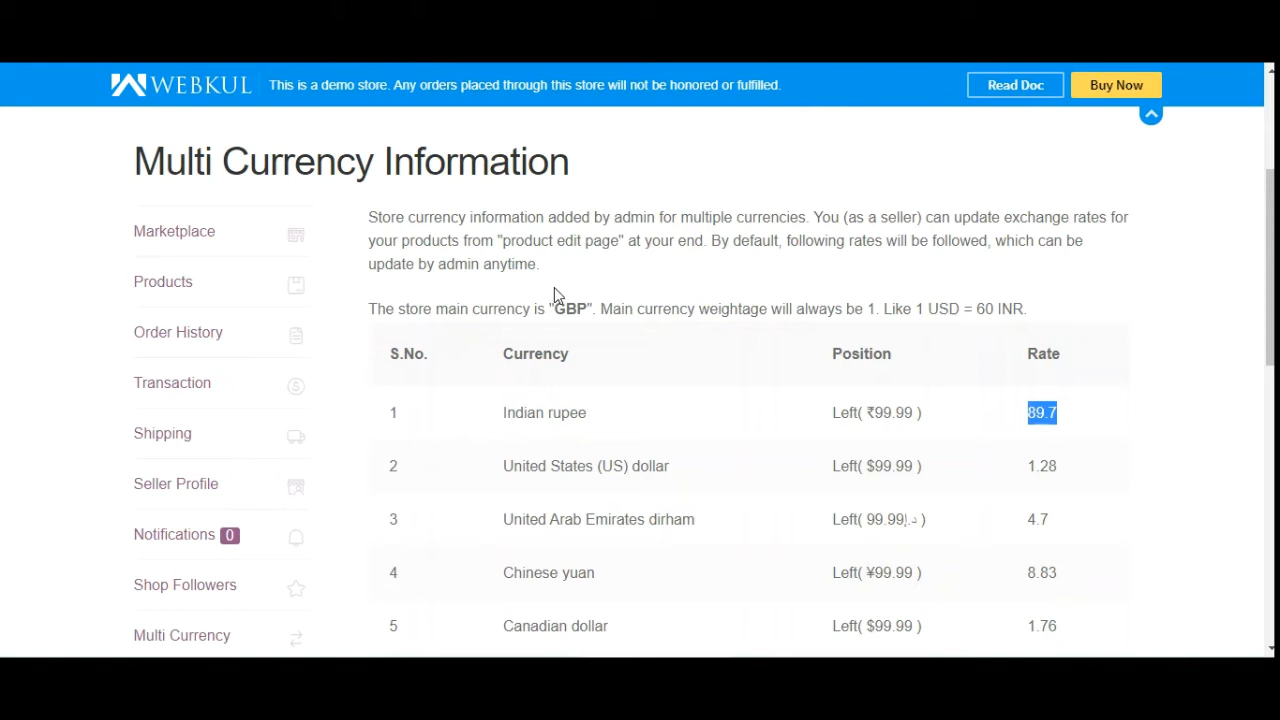 WEBKUL This is a demo store. Any orders placed through this store will not be honored or fulfilled. Read Doc Buy Now
Multi Currency Information
Marketplace
Products
Order History
Transaction
Shipping
Seller Profile
Notifications 0
Shop Followers
Multi Currency
Store currency information added by admin for multiple currencies. You (as a seller) can update exchange rates for
your products from "product edit page" at your end. By default, following rates will be followed, which can be
update by admin anytime.
The store main currency is "GBP". Main currency weightage will always be 1. Like 1 USD = 60 INR.
S.No. Currency Position Rate
1 Indian rupee Left( ₹99.99 ) 89.7
2 United States (US) dollar Left( $99.99 ) 1.28
3 United Arab Emirates dirham Left( 99.99د.إ ) 4.7
4 Chinese yuan Left( ¥99.99 ) 8.83
5 Canadian dollar Left( $99.99 ) 1.76